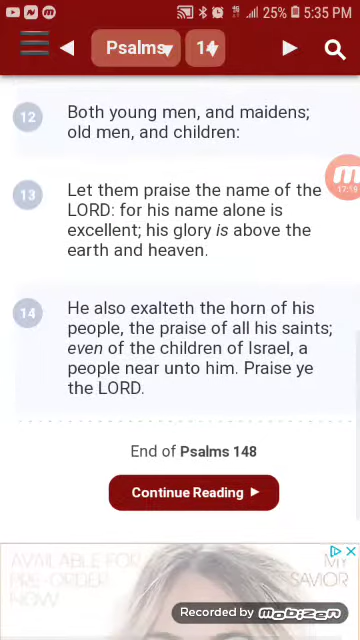 25% 5:35 PM
Psalms 14
12 Both young men, and maidens;
old men, and children:
13 Let them praise the name of the
LORD: for his name alone is
excellent; his glory is above the
earth and heaven.
17:19
14 He also exalteth the horn of his
people, the praise of all his saints;
even of the children of Israel, a
people near unto him. Praise ye
the LORD.
End of Psalms 148
Continue Reading
AVAILABLE FOR
PRE-ORDER
NOW
MY
SAVIOR
Recorded by mobizen